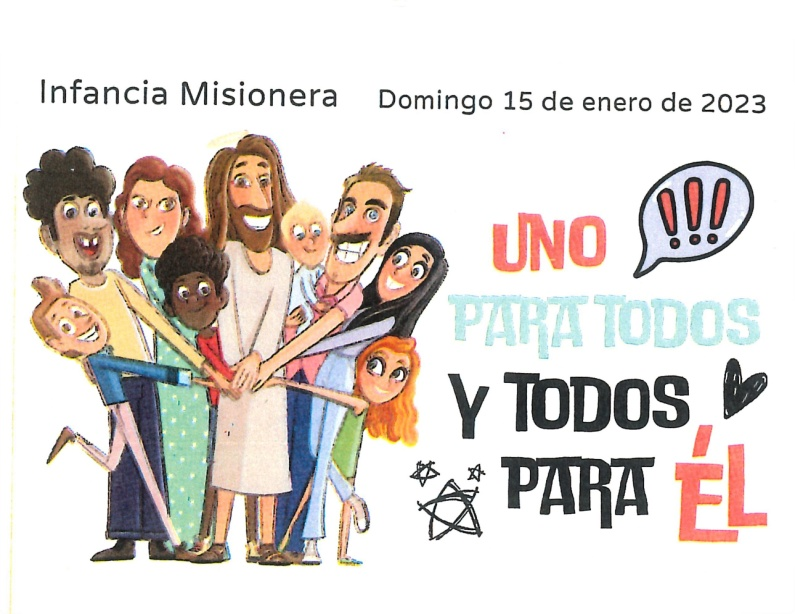 Infancia Misionera
Domingo 15 de enero de 2023
UNO
PARA TODOS
Y TODOS
PARA ÉL